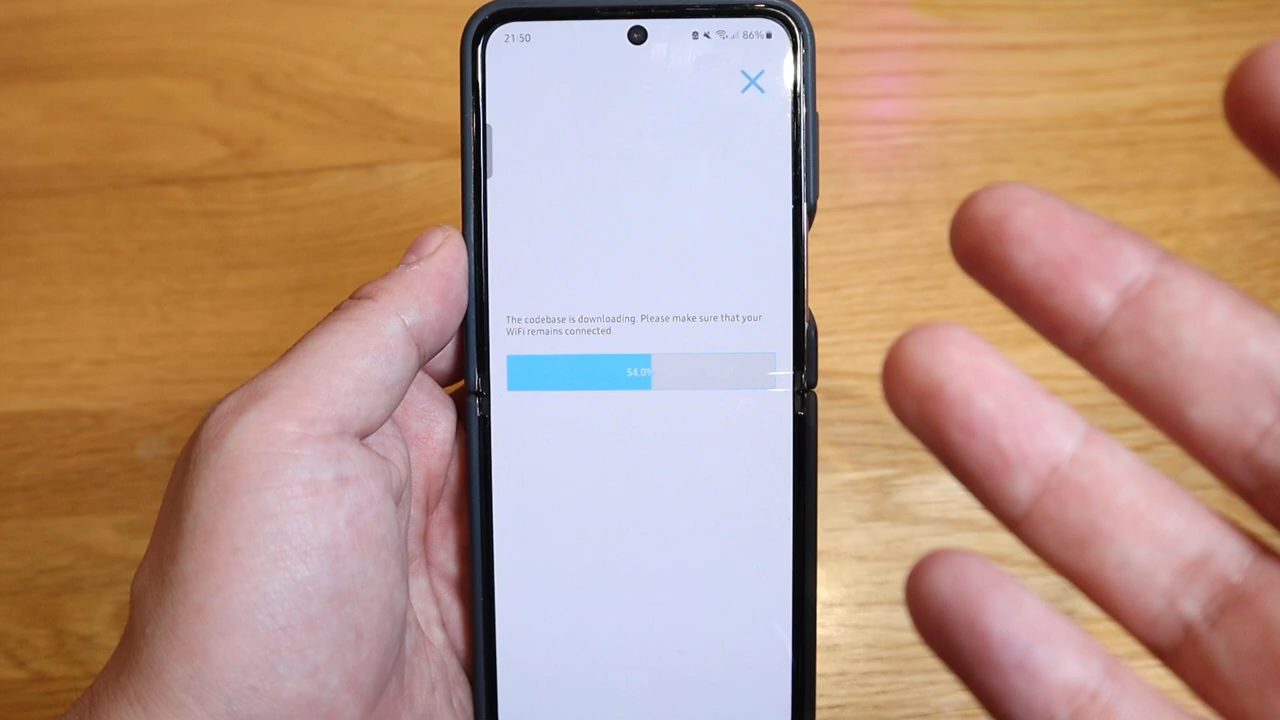 21:50
86%
The codebase is downloading. Please make sure that your
WiFi remains connected.
54.0%